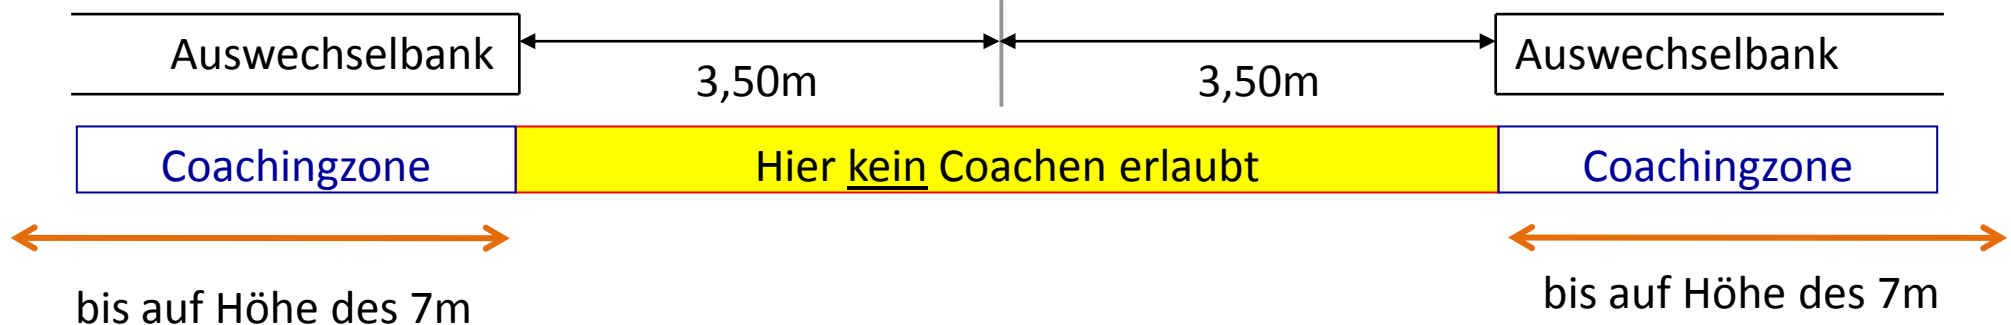 Auswechselbank
3,50m
3,50m
Auswechselbank
Coachingzone
Hier kein Coachen erlaubt
Coachingzone
bis auf Höhe des 7m
bis auf Höhe des 7m